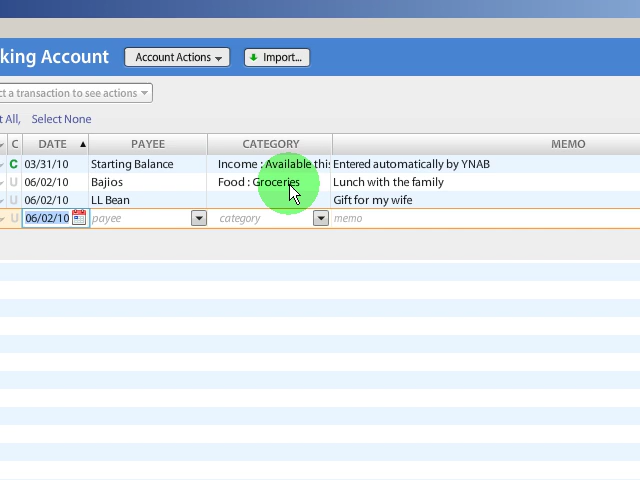 king Account Account Actions Import...
ct a transaction to see actions
t All, Select None
C DATE PAYEE CATEGORY MEMO
C 03/31/10 Starting Balance Income : Available this Entered automatically by YNAB
U 06/02/10 Bajios Food : Groceries Lunch with the family
U 06/02/10 LL Bean Gift for my wife
U 06/02/10 payee category memo